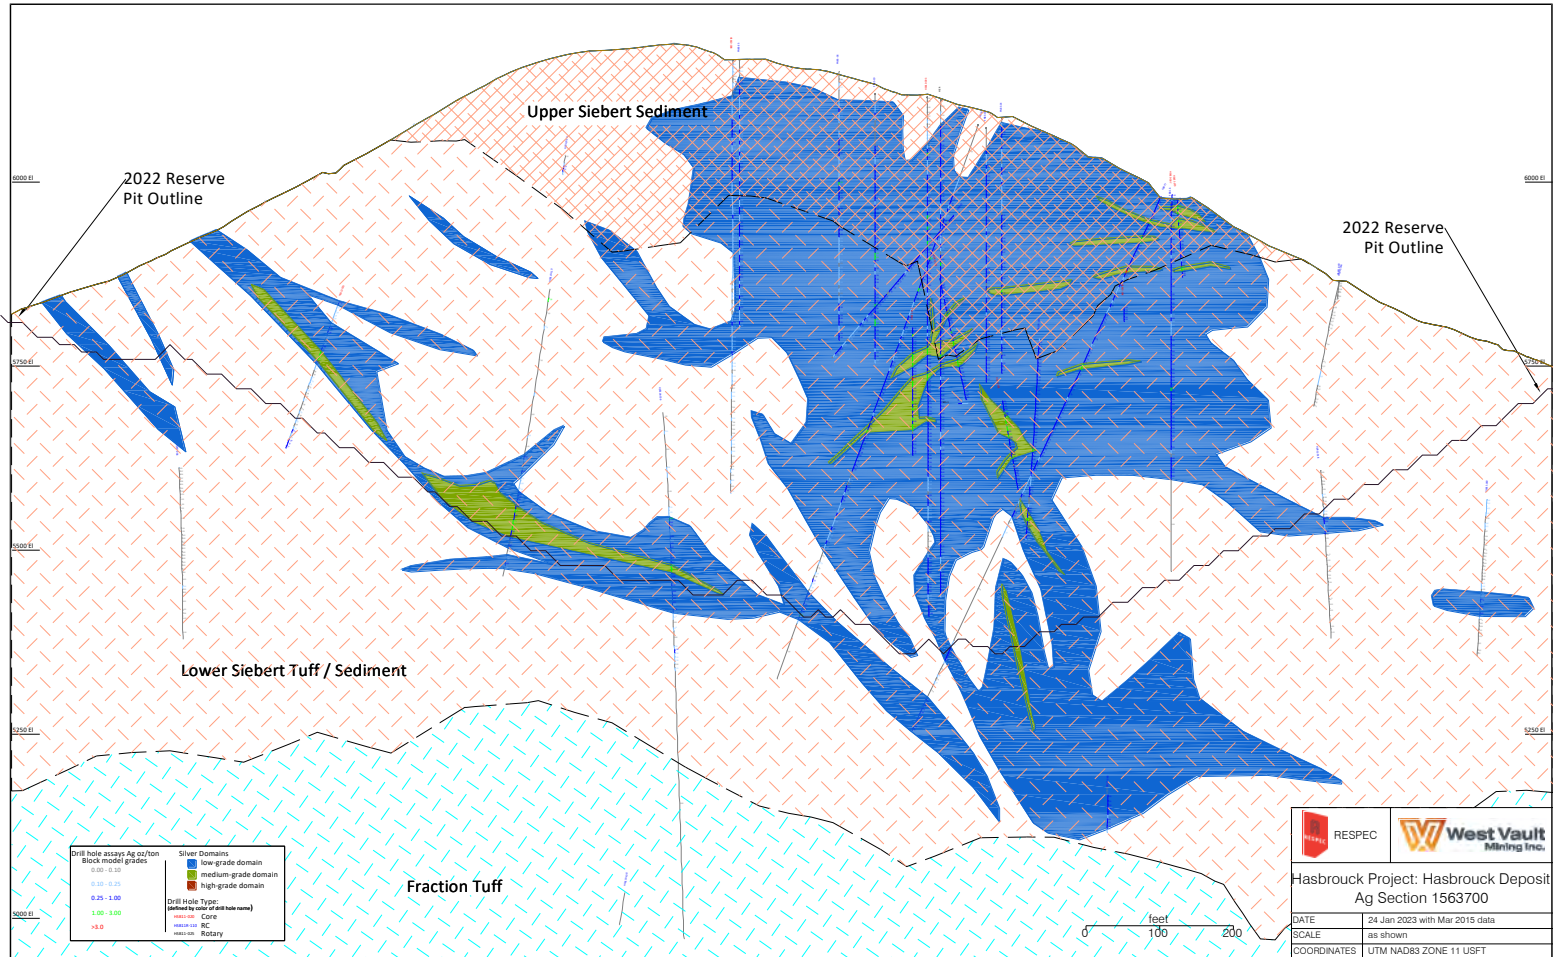 Upper Siebert Sediment
2022 Reserve
Pit Outline
6000 El
6000 El
2022 Reserve
Pit Outline
5750 El
5750 El
5500 El
5500 El
Lower Siebert Tuff / Sediment
5250 El
5250 El
Fraction Tuff
5000 El
Drill hole assays Ag oz/ton
Block model grades
0.00 - 0.10
0.10 - 0.25
0.25 - 1.00
1.00 - 3.00
>3.0
Silver Domains
low-grade domain
medium-grade domain
high-grade domain
Drill Hole Type:
(defined by color of drill hole name)
Core
RC
Rotary
feet
0 100 200
RESPEC
RESPEC
West Vault
Mining Inc.
Hasbrouck Project: Hasbrouck Deposit
Ag Section 1563700
DATE 24 Jan 2023 with Mar 2015 data
SCALE as shown
COORDINATES UTM NAD83 ZONE 11 USFT